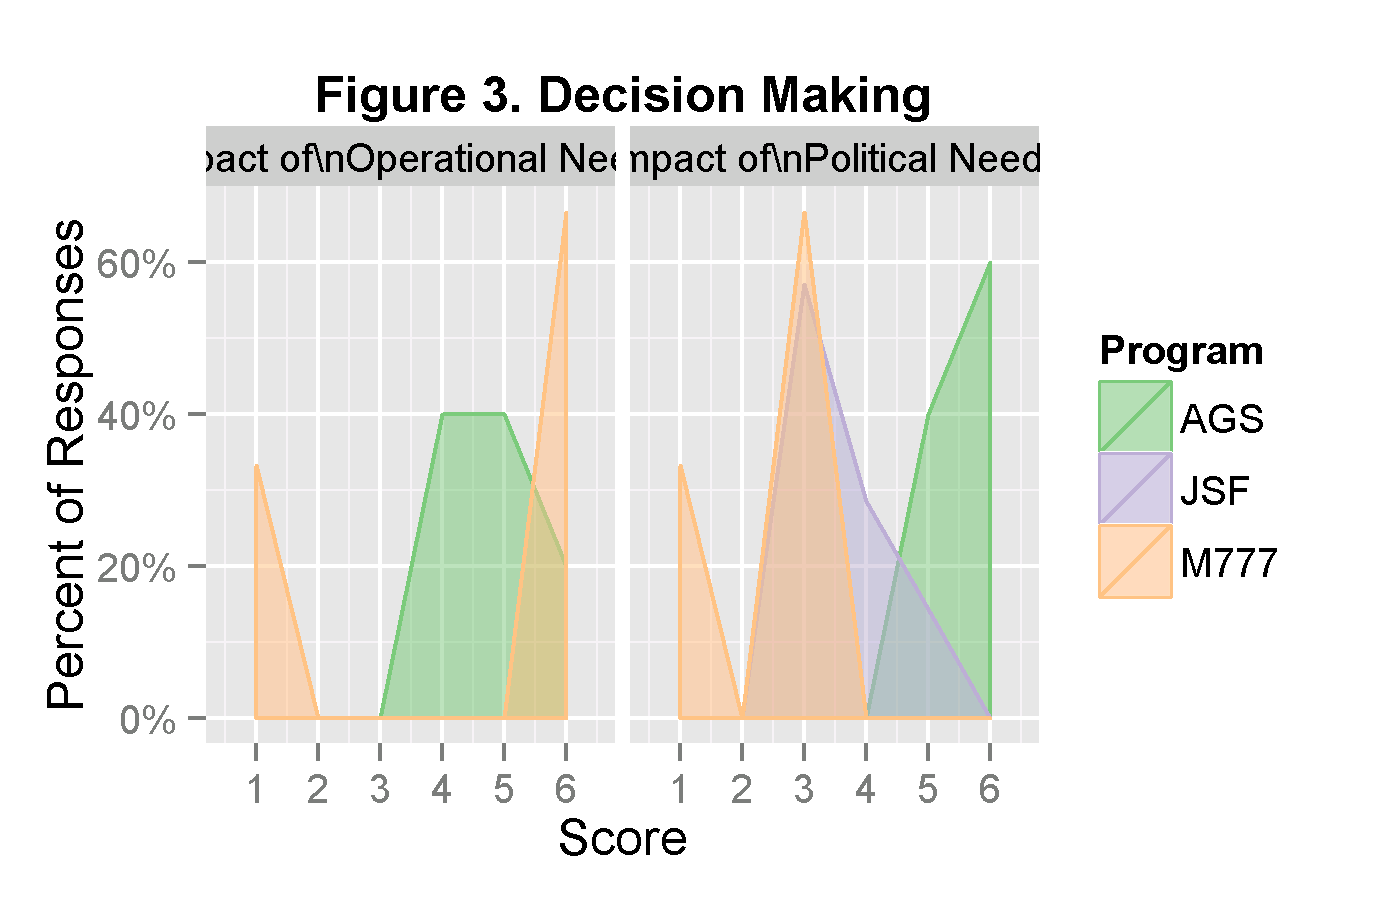 Figure 3. Decision Making
pact of\nOperational Nee
mpact of\nPolitical Need
Percent of Responses
60%
40%
20%
0%
1 2 3 4 5 6
1 2 3 4 5 6
Score
Program
AGS
JSF
M777